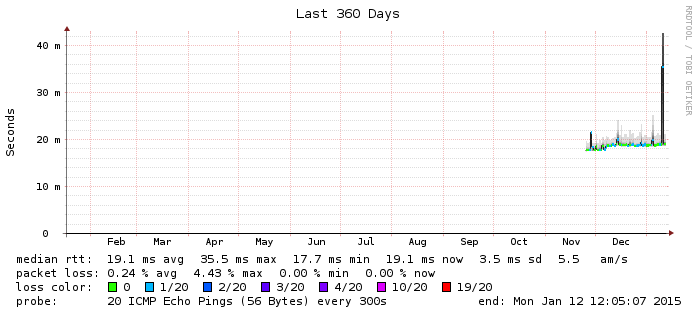 Last 360 Days
RRDTOOL / TOBI OETIKER
Seconds
40 m
30 m
20 m
10 m
0
Feb Mar Apr May Jun Jul Aug Sep Oct Nov Dec
median rtt: 19.1 ms avg 35.5 ms max 17.7 ms min 19.1 ms now 3.5 ms sd 5.5 am/s
packet loss: 0.24 % avg 4.43 % max 0.00 % min 0.00 % now
loss color: 0 1/20 2/20 3/20 4/20 10/20 19/20
probe: 20 ICMP Echo Pings (56 Bytes) every 300s end: Mon Jan 12 12:05:07 2015